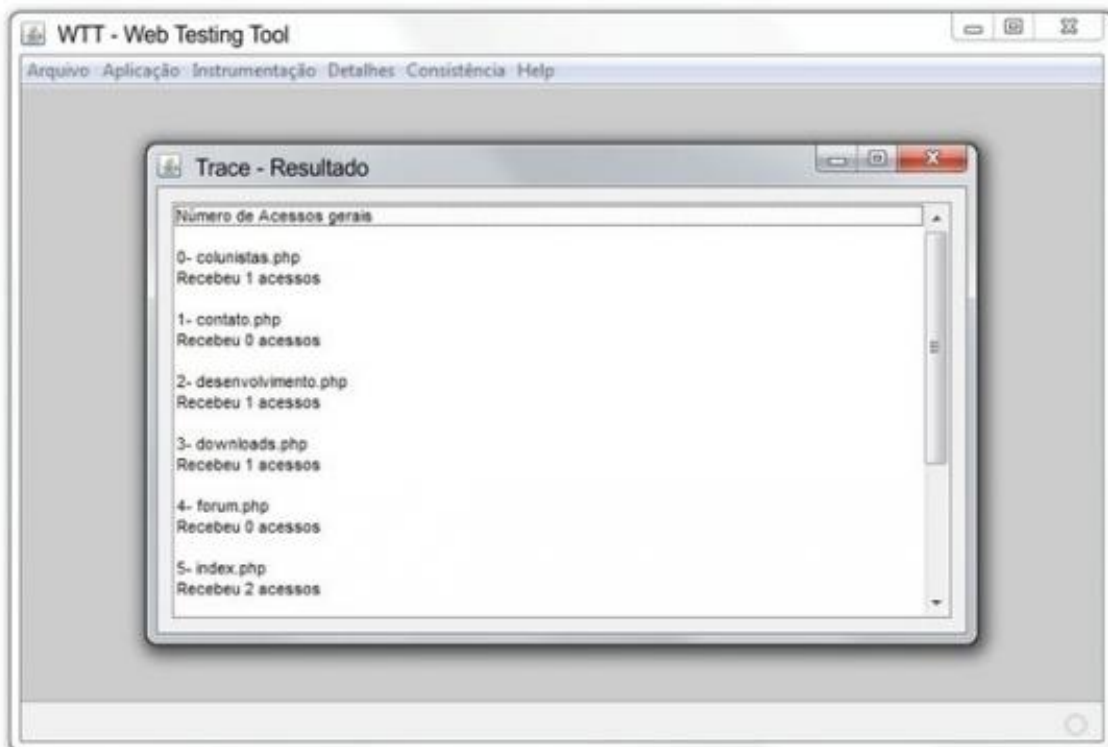 WTT - Web Testing Tool
Arquivo Aplicação Instrumentação Detalhes Consistência Help
Trace - Resultado
Número de Acessos gerais
0- colunistas.php
Recebeu 1 acessos
1- contato.php
Recebeu 0 acessos
2- desenvolvimento.php
Recebeu 1 acessos
3- downloads.php
Recebeu 1 acessos
4- forum.php
Recebeu 0 acessos
5- index.php
Recebeu 2 acessos